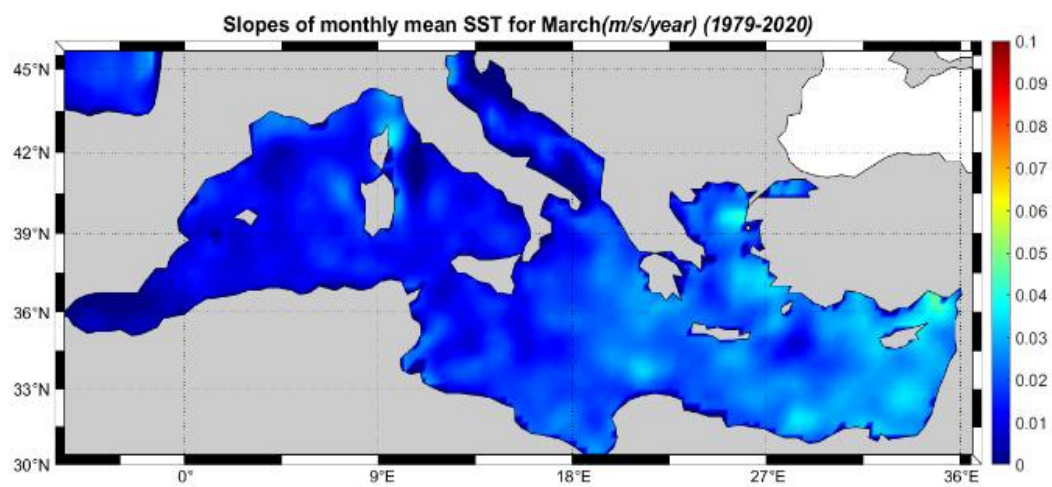 Slopes of monthly mean SST for March(m/s/year) (1979-2020)
45°N
42°N
39°N
36°N
33°N
30°N
0°
9°E
18°E
27°E
36°E
0.1
0.09
0.08
0.07
0.06
0.05
0.04
0.03
0.02
0.01
0